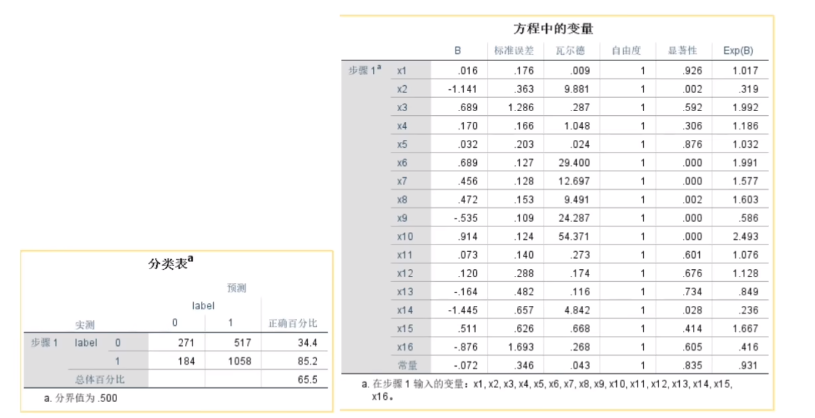 分类表a
预测
label
实测 0 1 正确百分比
步骤 1 label 0 271 517 34.4
1 184 1058 85.2
总体百分比 65.5
a. 分界值为 .500
方程中的变量
B 标准误差 瓦尔德 自由度 显著性 Exp(B)
步骤 1a x1 .016 .176 .009 1 .926 1.017
x2 -1.141 .363 9.881 1 .002 .319
x3 .689 1.286 .287 1 .592 1.992
x4 .170 .166 1.048 1 .306 1.186
x5 .032 .203 .024 1 .876 1.032
x6 .689 .127 29.400 1 .000 1.991
x7 .456 .128 12.697 1 .000 1.577
x8 .472 .153 9.491 1 .002 1.603
x9 -.535 .109 24.287 1 .000 .586
x10 .914 .124 54.371 1 .000 2.493
x11 .073 .140 .273 1 .601 1.076
x12 .120 .288 .174 1 .676 1.128
x13 -.164 .482 .116 1 .734 .849
x14 -1.445 .657 4.842 1 .028 .236
x15 .511 .626 .668 1 .414 1.667
x16 -.876 1.693 .268 1 .605 .416
常量 -.072 .346 .043 1 .835 .931
a. 在步骤 1 输入的变量：x1, x2, x3, x4, x5, x6, x7, x8, x9, x10, x11, x12, x13, x14, x15,
x16。